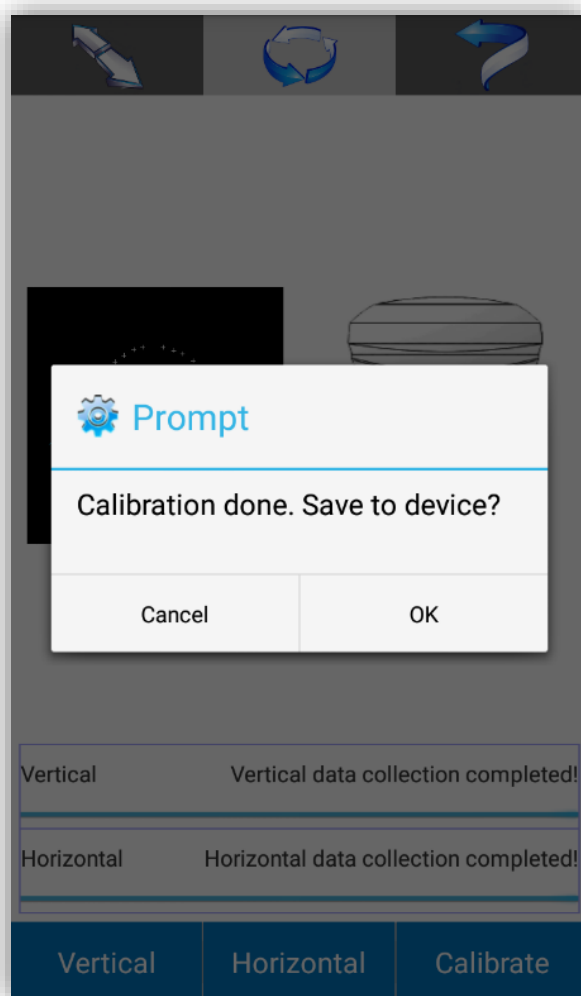 Prompt
Calibration done. Save to device?
Cancel OK
Vertical Vertical data collection completed!
Horizontal Horizontal data collection completed!
Vertical Horizontal Calibrate